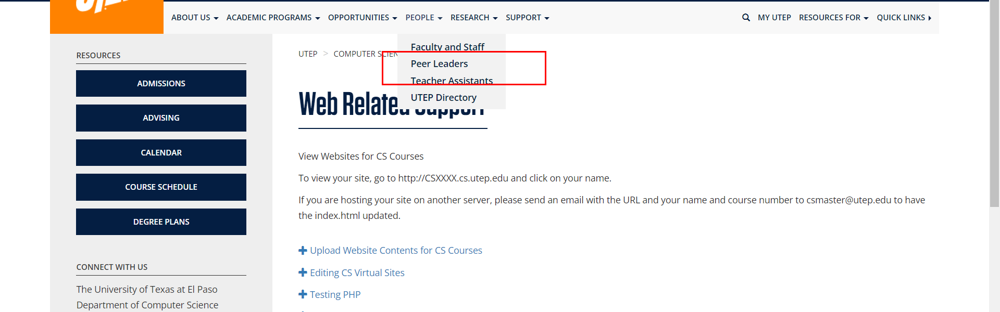 ABOUT US ACADEMIC PROGRAMS OPPORTUNITIES PEOPLE RESEARCH SUPPORT MY UTEP RESOURCES FOR QUICK LINKS
RESOURCES
ADMISSIONS
ADVISING
CALENDAR
COURSE SCHEDULE
DEGREE PLANS
CONNECT WITH US
The University of Texas at El Paso
Department of Computer Science
Faculty and Staff
Peer Leaders
Teacher Assistants
UTEP Directory
UTEP > COMPUTER SCIEN
Web Related Support
View Websites for CS Courses
To view your site, go to http://CSXXXX.cs.utep.edu and click on your name.
If you are hosting your site on another server, please send an email with the URL and your name and course number to csmaster@utep.edu to have
the index.html updated.
Upload Website Contents for CS Courses
Editing CS Virtual Sites
Testing PHP